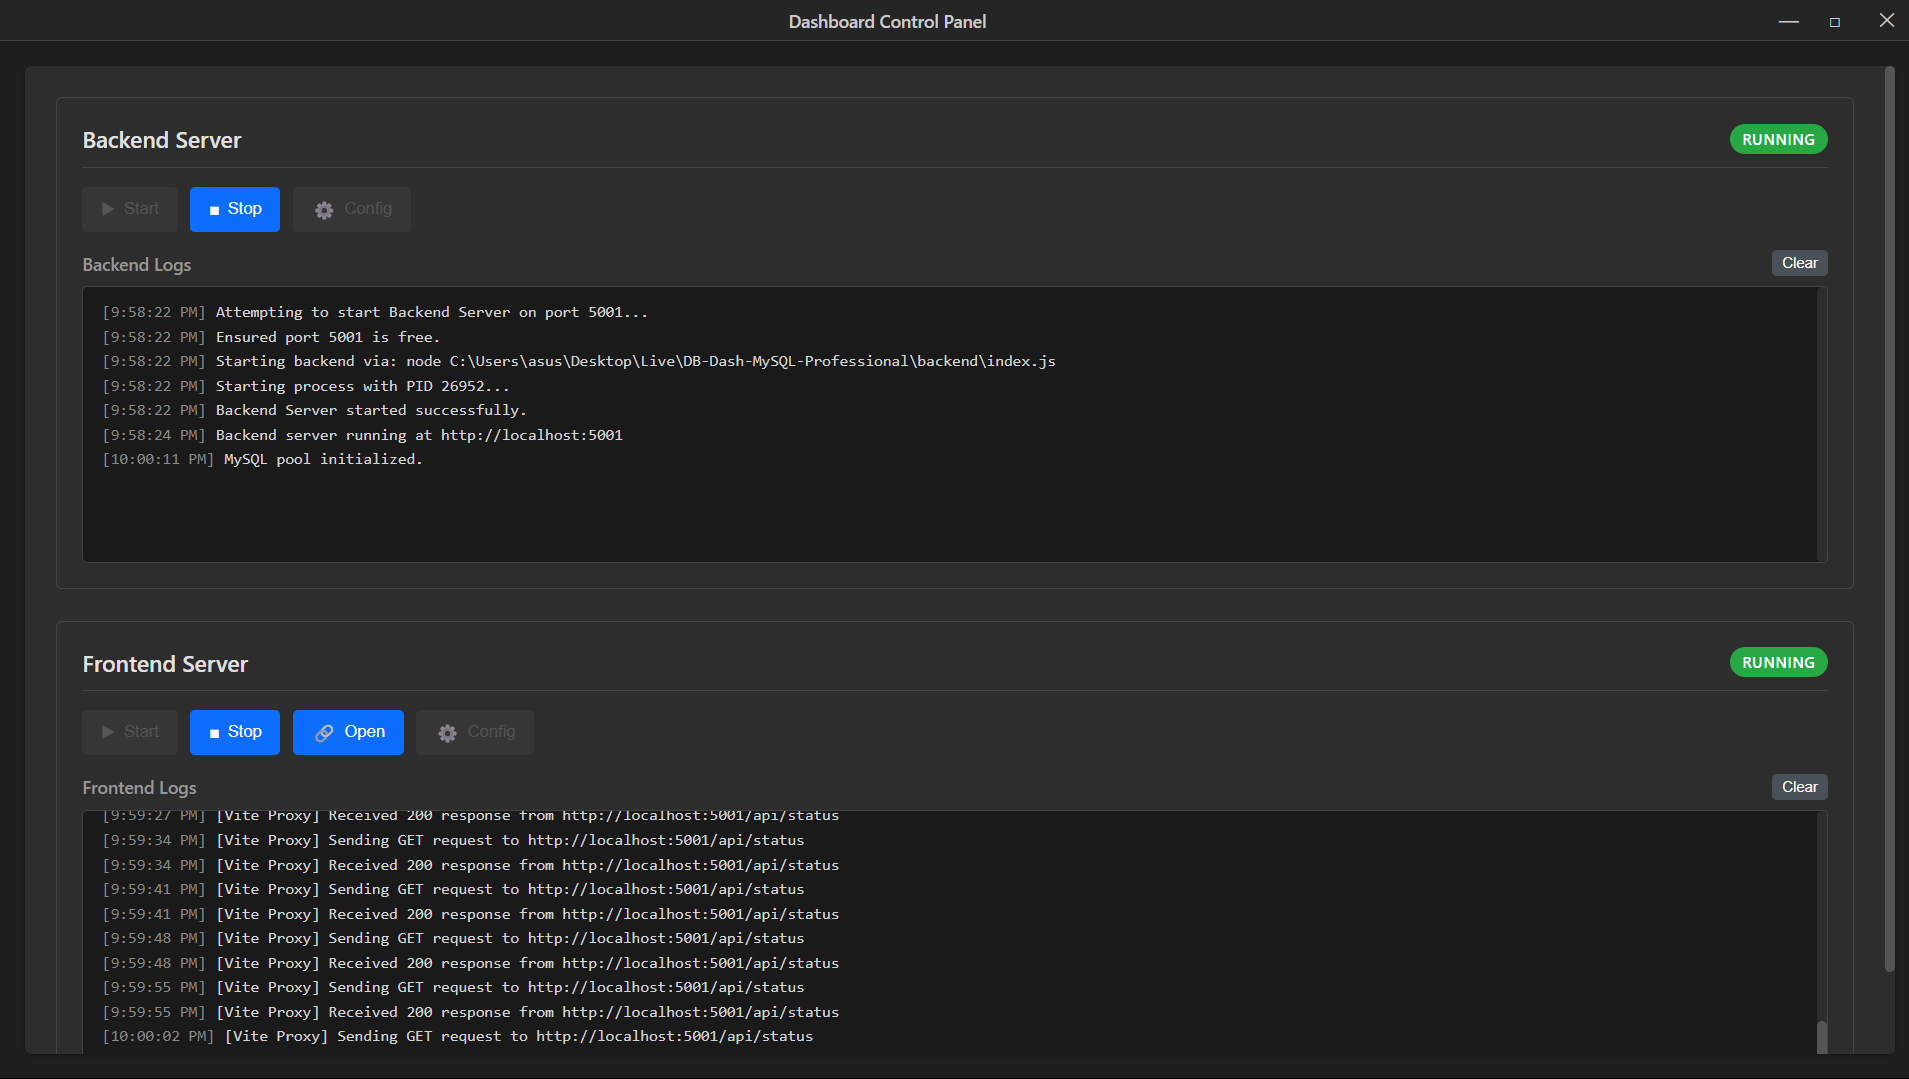 Dashboard Control Panel
Backend Server
RUNNING
Start
Stop
Config
Backend Logs
Clear
[9:58:22 PM] Attempting to start Backend Server on port 5001...
[9:58:22 PM] Ensured port 5001 is free.
[9:58:22 PM] Starting backend via: node C:\Users\asus\Desktop\Live\DB-Dash-MySQL-Professional\backend\index.js
[9:58:22 PM] Starting process with PID 26952...
[9:58:22 PM] Backend Server started successfully.
[9:58:24 PM] Backend server running at http://localhost:5001
[10:00:11 PM] MySQL pool initialized.
Frontend Server
RUNNING
Start
Stop
Open
Config
Frontend Logs
Clear
[9:59:27 PM] [Vite Proxy] Received 200 response from http://localhost:5001/api/status
[9:59:34 PM] [Vite Proxy] Sending GET request to http://localhost:5001/api/status
[9:59:34 PM] [Vite Proxy] Received 200 response from http://localhost:5001/api/status
[9:59:41 PM] [Vite Proxy] Sending GET request to http://localhost:5001/api/status
[9:59:41 PM] [Vite Proxy] Received 200 response from http://localhost:5001/api/status
[9:59:48 PM] [Vite Proxy] Sending GET request to http://localhost:5001/api/status
[9:59:48 PM] [Vite Proxy] Received 200 response from http://localhost:5001/api/status
[9:59:55 PM] [Vite Proxy] Sending GET request to http://localhost:5001/api/status
[9:59:55 PM] [Vite Proxy] Received 200 response from http://localhost:5001/api/status
[10:00:02 PM] [Vite Proxy] Sending GET request to http://localhost:5001/api/status